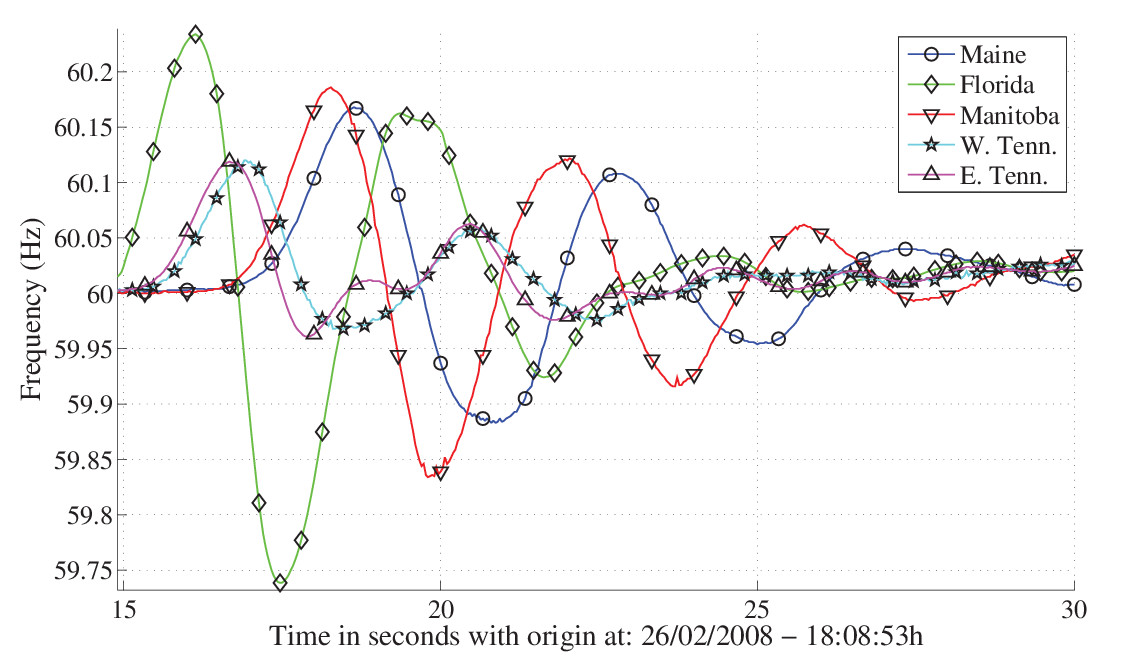 Frequency (Hz)
60.2
60.15
60.1
60.05
60
59.95
59.9
59.85
59.8
59.75
15
20
25
30
Time in seconds with origin at: 26/02/2008 − 18:08:53h
Maine
Florida
Manitoba
W. Tenn.
E. Tenn.